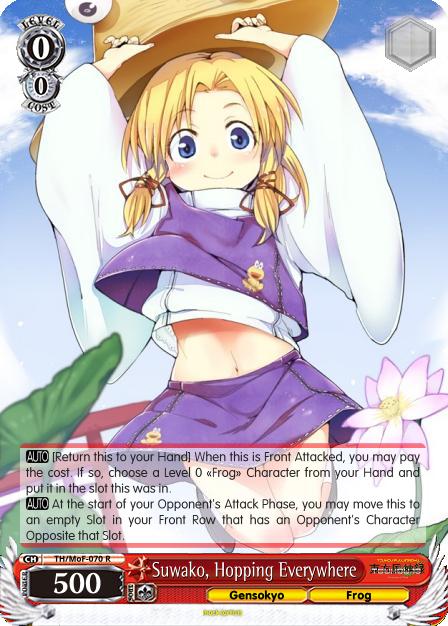 LEVEL
0
0
COST
AUTO [Return this to your Hand] When this is Front Attacked, you may pay
the cost. If so, choose a Level 0 «Frog» Character from your Hand and
put it in the slot this was in.
AUTO At the start of your Opponent's Attack Phase, you may move this to
an empty Slot in your Front Row that has an Opponent's Character
Opposite that Slot.
CH TH/MoF-070 R
POWER 500 SOUL
Suwako, Hopping Everywhere
Gensokyo Frog